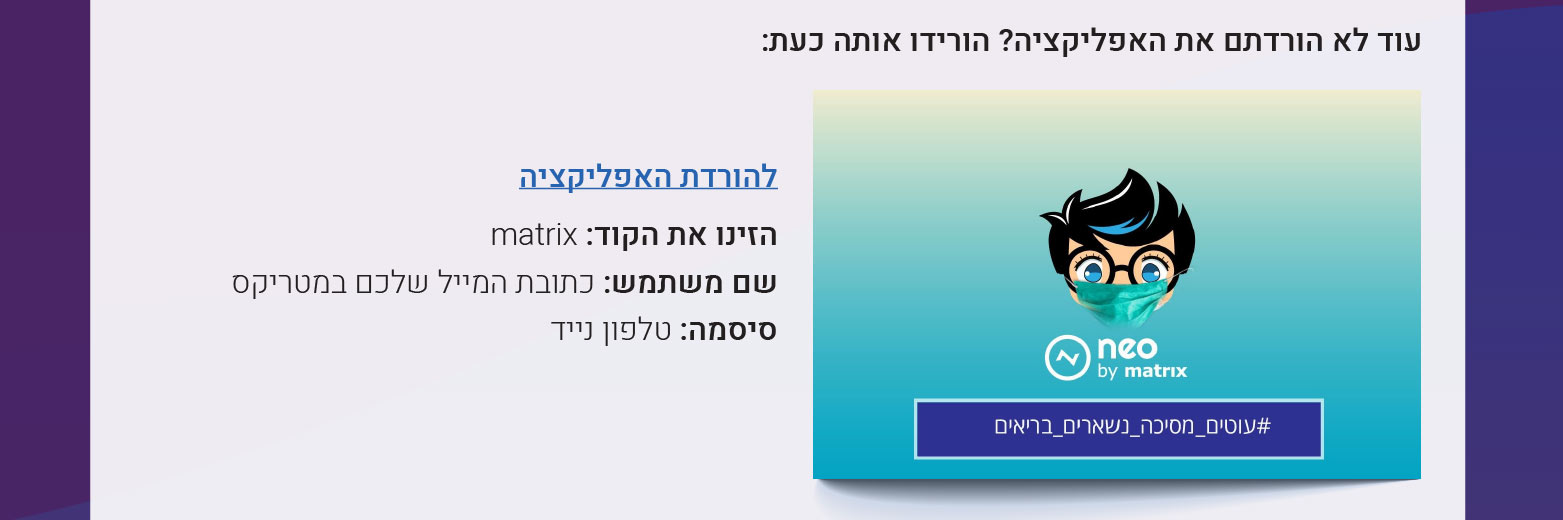 עוד לא הורדתם את האפליקציה? הורידו אותה כעת:
להורדת האפליקציה
הזינו את הקוד: matrix
שם משתמש: כתובת המייל שלכם במטריקס
סיסמה: טלפון נייד
neo
by matrix
#עוטים_מסיכה_נשארים_בריאים